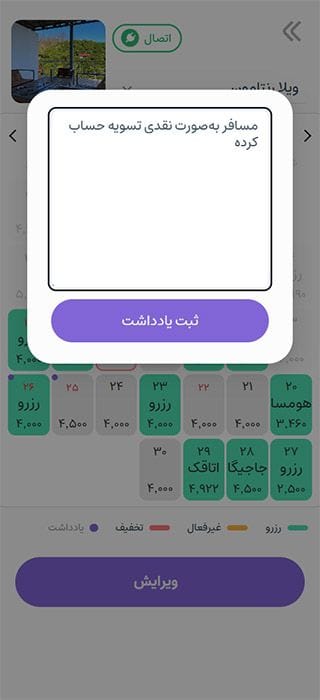 اتصال
ویلا رنتاموس
مسافر به‌صورت نقدی تسویه حساب
کرده
ثبت یادداشت
۲۰ ۲۱ ۲۲ ۲۳ ۲۴ ۲۵ ۲۶
هومسا رزرو رزرو
۳,۴۶۰ ۴,۰۰۰ ۴,۰۰۰ ۴,۰۰۰ ۴,۰۰۰ ۴,۵۰۰ ۴,۰۰۰
۲۷ ۲۸ ۲۹ ۳۰
رزرو جاجیگا اتاقک
۲,۵۰۰ ۴,۵۰۰ ۴,۹۲۲ ۴,۰۰۰
رزرو غیرفعال تخفیف یادداشت
ویرایش